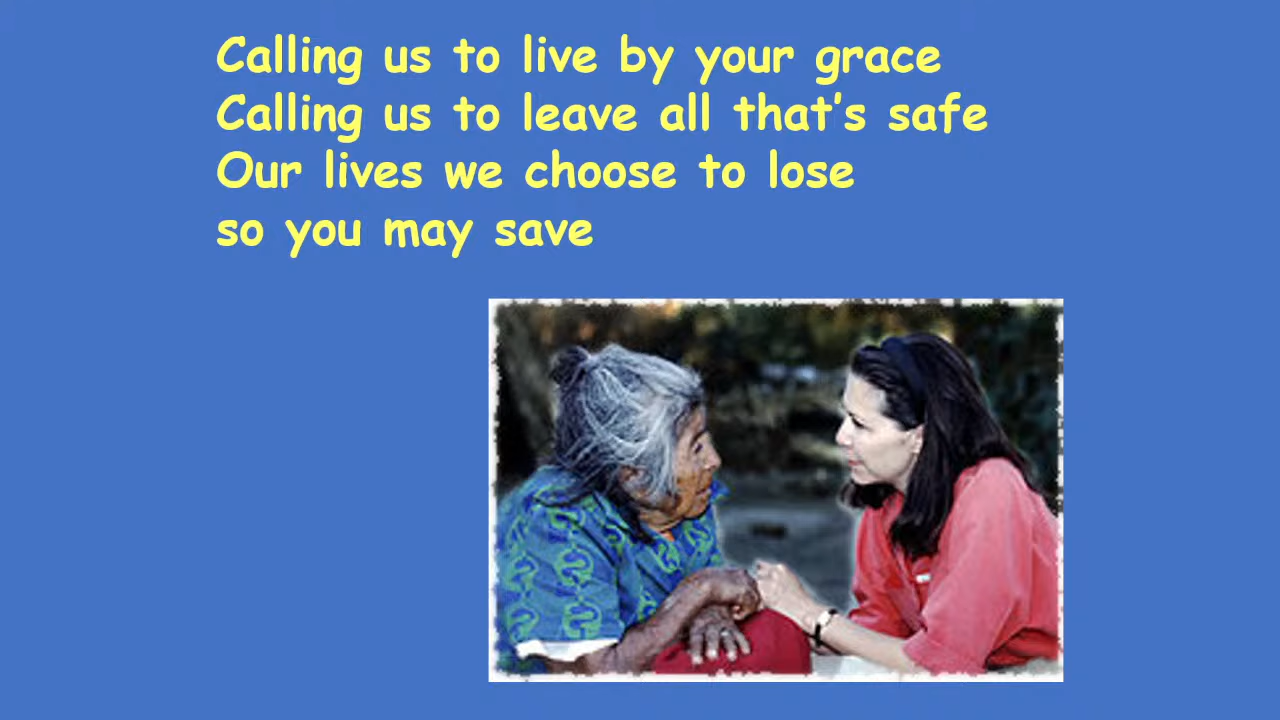 Calling us to live by your grace
Calling us to leave all that's safe
Our lives we choose to lose
so you may save